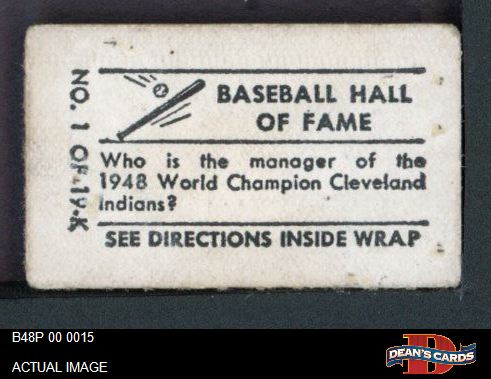 NO. 1 OF 19-K
BASEBALL HALL
OF FAME
Who is the manager of the
1948 World Champion Cleveland
Indians?
SEE DIRECTIONS INSIDE WRAP
B48P 00 0015
ACTUAL IMAGE
DEAN'S CARDS